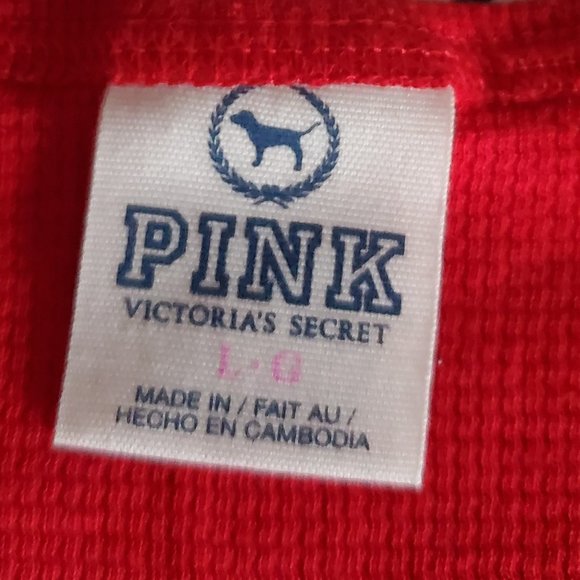 PINK
VICTORIA'S SECRET
L·G
MADE IN / FAIT AU /
HECHO EN CAMBODIA